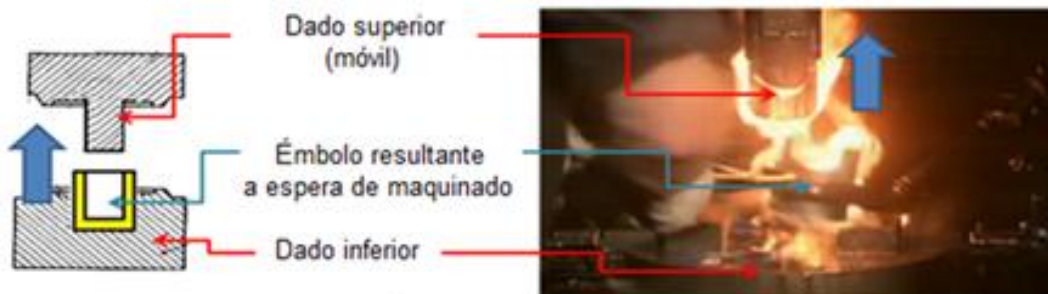 Dado superior
(móvil)
Émbolo resultante
a espera de maquinado
Dado inferior